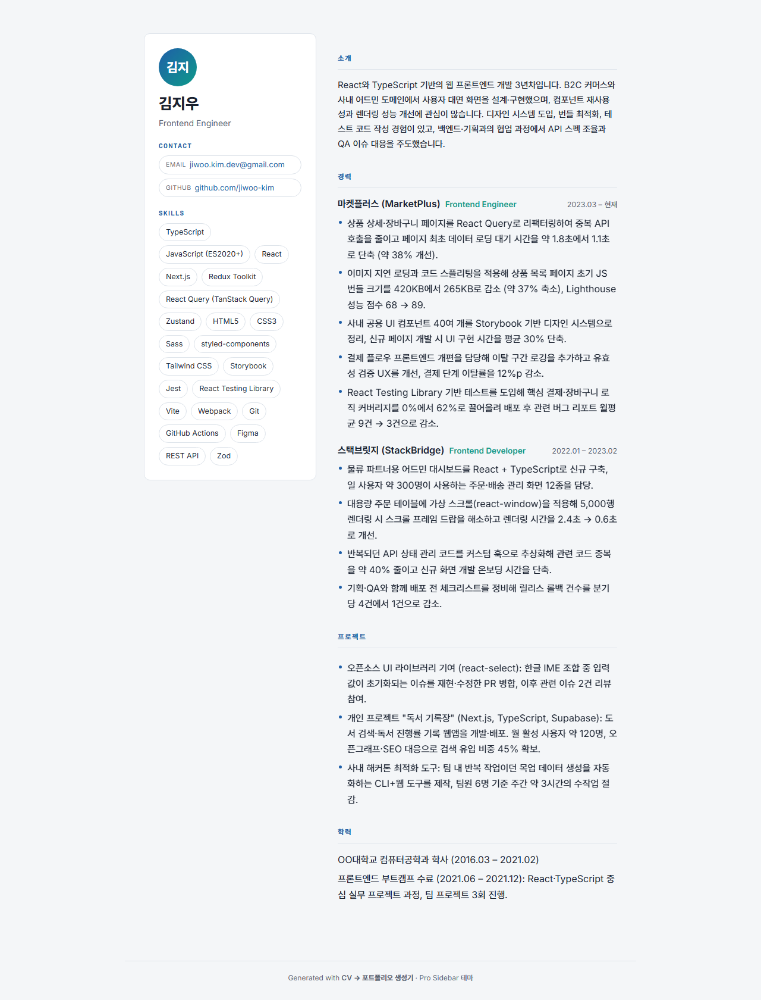 김지
김지우
Frontend Engineer
CONTACT
EMAIL jiwoo.kim.dev@gmail.com
GITHUB github.com/jiwoo-kim
SKILLS
TypeScript
JavaScript (ES2020+) React
Next.js Redux Toolkit
React Query (TanStack Query)
Zustand HTML5 CSS3
Sass styled-components
Tailwind CSS Storybook
Jest React Testing Library
Vite Webpack Git
GitHub Actions Figma
REST API Zod
소개
React와 TypeScript 기반의 웹 프론트엔드 개발 3년차입니다. B2C 커머스와
사내 어드민 도메인에서 사용자 대면 화면을 설계·구현했으며, 컴포넌트 재사용
성과 렌더링 성능 개선에 관심이 많습니다. 디자인 시스템 도입, 번들 최적화, 테
스트 코드 작성 경험이 있고, 백엔드·기획과의 협업 과정에서 API 스펙 조율과
QA 이슈 대응을 주도했습니다.
경력
마켓플러스 (MarketPlus) Frontend Engineer 2023.03 – 현재
• 상품 상세·장바구니 페이지를 React Query로 리팩터링하여 중복 API
호출을 줄이고 페이지 최초 데이터 로딩 대기 시간을 약 1.8초에서 1.1초
로 단축 (약 38% 개선).
• 이미지 지연 로딩과 코드 스플리팅을 적용해 상품 목록 페이지 초기 JS
번들 크기를 420KB에서 265KB로 감소 (약 37% 축소), Lighthouse
성능 점수 68 → 89.
• 사내 공용 UI 컴포넌트 40여 개를 Storybook 기반 디자인 시스템으로
정리, 신규 페이지 개발 시 UI 구현 시간을 평균 30% 단축.
• 결제 플로우 프론트엔드 개편을 담당해 이탈 구간 로깅을 추가하고 유효
성 검증 UX를 개선, 결제 단계 이탈률을 12%p 감소.
• React Testing Library 기반 테스트를 도입해 핵심 결제·장바구니 로
직 커버리지를 0%에서 62%로 끌어올려 배포 후 관련 버그 리포트 월평
균 9건 → 3건으로 감소.
스택브릿지 (StackBridge) Frontend Developer 2022.01 – 2023.02
• 물류 파트너용 어드민 대시보드를 React + TypeScript로 신규 구축,
일 사용자 약 300명이 사용하는 주문·배송 관리 화면 12종을 담당.
• 대용량 주문 테이블에 가상 스크롤(react-window)을 적용해 5,000행
렌더링 시 스크롤 프레임 드랍을 해소하고 렌더링 시간을 2.4초 → 0.6초
로 개선.
• 반복되던 API 상태 관리 코드를 커스텀 훅으로 추상화해 관련 코드 중복
을 약 40% 줄이고 신규 화면 개발 온보딩 시간을 단축.
• 기획·QA와 함께 배포 전 체크리스트를 정비해 릴리스 롤백 건수를 분기
당 4건에서 1건으로 감소.
프로젝트
• 오픈소스 UI 라이브러리 기여 (react-select): 한글 IME 조합 중 입력
값이 초기화되는 이슈를 재현·수정한 PR 병합, 이후 관련 이슈 2건 리뷰
참여.
• 개인 프로젝트 "독서 기록장" (Next.js, TypeScript, Supabase): 도
서 검색·독서 진행률 기록 웹앱을 개발·배포. 월 활성 사용자 약 120명, 오
픈그래프·SEO 대응으로 검색 유입 비중 45% 확보.
• 사내 해커톤 최적화 도구: 팀 내 반복 작업이던 목업 데이터 생성을 자동
화하는 CLI+웹 도구를 제작, 팀원 6명 기준 주간 약 3시간의 수작업 절
감.
학력
OO대학교 컴퓨터공학과 학사 (2016.03 – 2021.02)
프론트엔드 부트캠프 수료 (2021.06 – 2021.12): React·TypeScript 중
심 실무 프로젝트 과정, 팀 프로젝트 3회 진행.
Generated with CV → 포트폴리오 생성기 · Pro Sidebar 테마